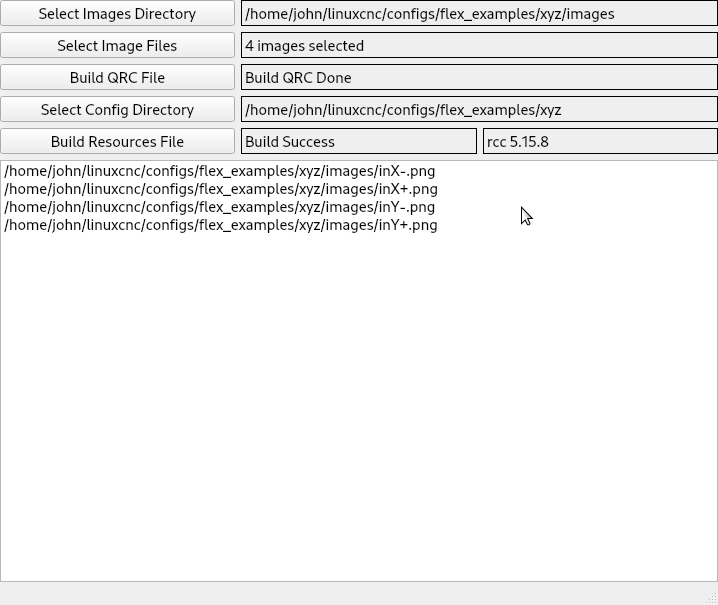 Select Images Directory /home/john/linuxcnc/configs/flex_examples/xyz/images
Select Image Files 4 images selected
Build QRC File Build QRC Done
Select Config Directory /home/john/linuxcnc/configs/flex_examples/xyz
Build Resources File Build Success rcc 5.15.8
/home/john/linuxcnc/configs/flex_examples/xyz/images/inX-.png
/home/john/linuxcnc/configs/flex_examples/xyz/images/inX+.png
/home/john/linuxcnc/configs/flex_examples/xyz/images/inY-.png
/home/john/linuxcnc/configs/flex_examples/xyz/images/inY+.png